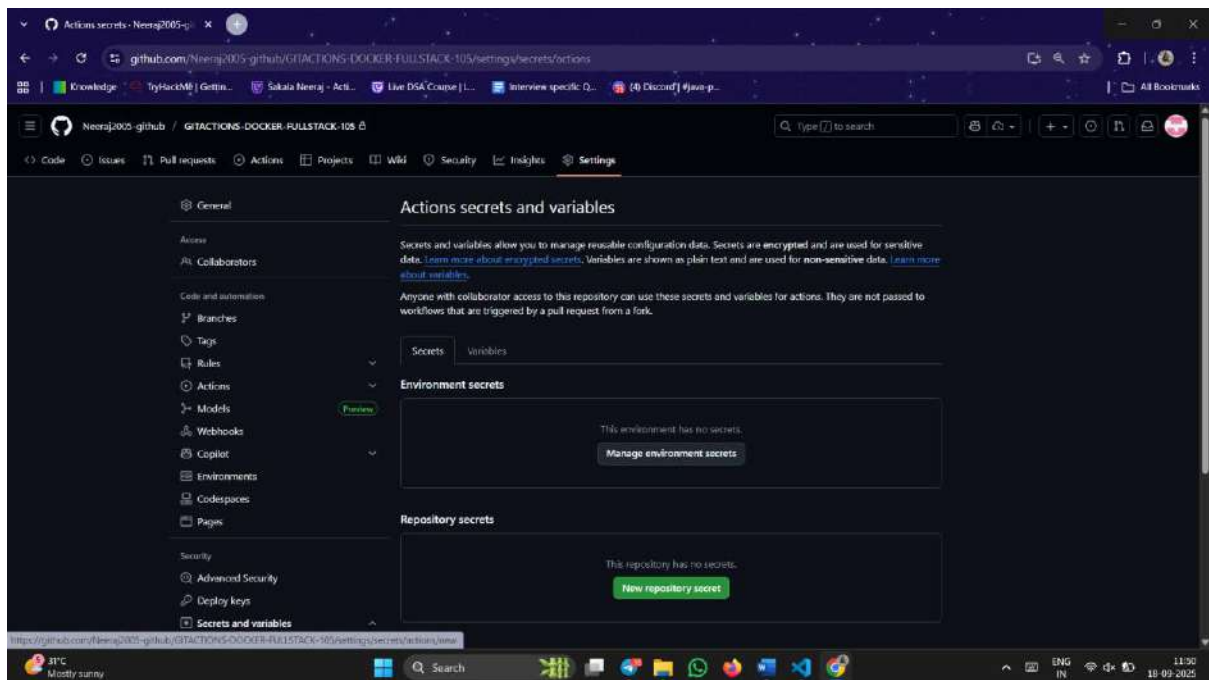 Actions secrets · Neeraj2005-gi
github.com/Neeraj2005-github/GITACTIONS-DOCKER-FULLSTACK-105/settings/secrets/actions
Knowledge
TryHackMe | Gettin...
Sakala Neeraj - Acti...
Live DSA Course | L...
Interview specific Q...
(4) Discord | #java-p...
All Bookmarks
Neeraj2005-github / GITACTIONS-DOCKER-FULLSTACK-105
Type / to search
Code Issues Pull requests Actions Projects Wiki Security Insights Settings
General
Access
Collaborators
Code and automation
Branches
Tags
Rules
Actions
Models Preview
Webhooks
Copilot
Environments
Codespaces
Pages
Security
Advanced Security
Deploy keys
Secrets and variables
Actions secrets and variables
Secrets and variables allow you to manage reusable configuration data. Secrets are encrypted and are used for sensitive
data. Learn more about encrypted secrets. Variables are shown as plain text and are used for non-sensitive data. Learn more
about variables.
Anyone with collaborator access to this repository can use these secrets and variables for actions. They are not passed to
workflows that are triggered by a pull request from a fork.
Secrets Variables
Environment secrets
This environment has no secrets.
Manage environment secrets
Repository secrets
This repository has no secrets.
New repository secret
https://github.com/Neeraj2005-github/GITACTIONS-DOCKER-FULLSTACK-105/settings/secrets/actions/new
31°C
Mostly sunny
Search
ENG
IN
11:50
18-09-2025